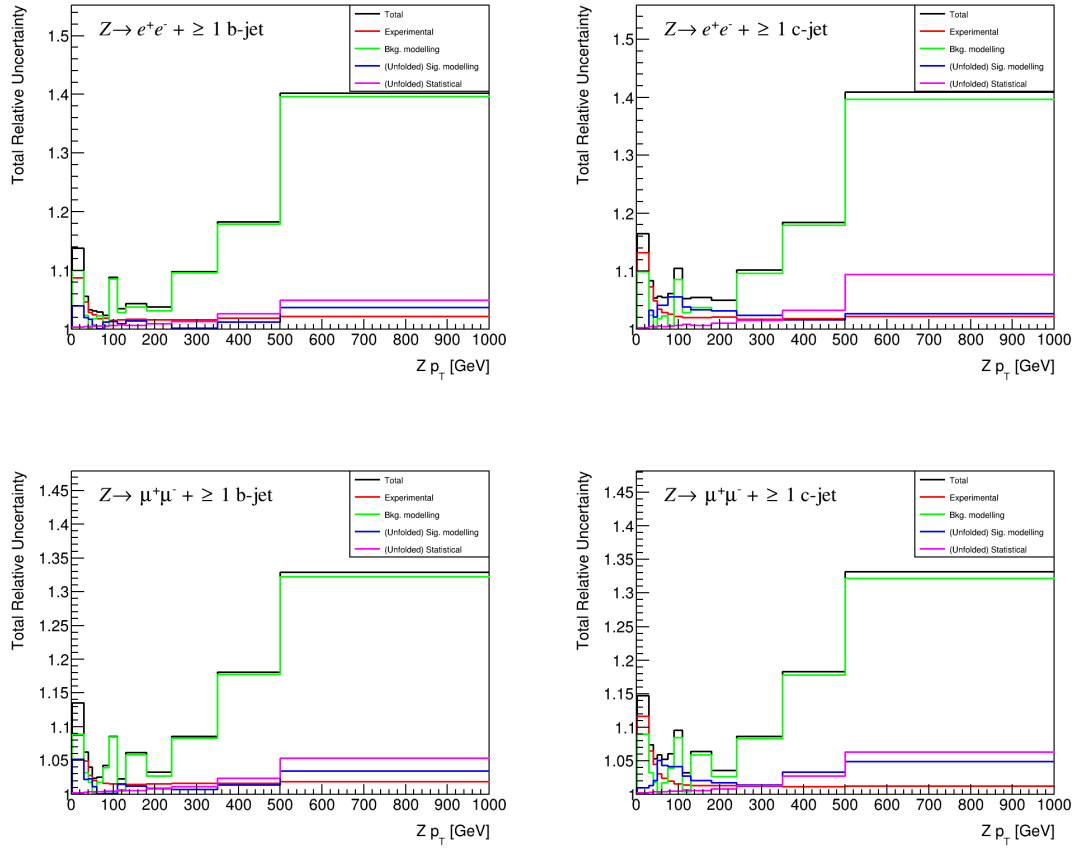 Z→ e⁺e⁻ + ≥ 1 b-jet
Total
Experimental
Bkg. modelling
(Unfolded) Sig. modelling
(Unfolded) Statistical
Total Relative Uncertainty
1.5
1.4
1.3
1.2
1.1
1
0 100 200 300 400 500 600 700 800 900 1000
Z p_T [GeV]
Z→ e⁺e⁻ + ≥ 1 c-jet
Total
Experimental
Bkg. modelling
(Unfolded) Sig. modelling
(Unfolded) Statistical
Total Relative Uncertainty
1.5
1.4
1.3
1.2
1.1
1
0 100 200 300 400 500 600 700 800 900 1000
Z p_T [GeV]
Z→ μ⁺μ⁻ + ≥ 1 b-jet
Total
Experimental
Bkg. modelling
(Unfolded) Sig. modelling
(Unfolded) Statistical
Total Relative Uncertainty
1.45
1.4
1.35
1.3
1.25
1.2
1.15
1.1
1.05
1
0 100 200 300 400 500 600 700 800 900 1000
Z p_T [GeV]
Z→ μ⁺μ⁻ + ≥ 1 c-jet
Total
Experimental
Bkg. modelling
(Unfolded) Sig. modelling
(Unfolded) Statistical
Total Relative Uncertainty
1.45
1.4
1.35
1.3
1.25
1.2
1.15
1.1
1.05
1
0 100 200 300 400 500 600 700 800 900 1000
Z p_T [GeV]